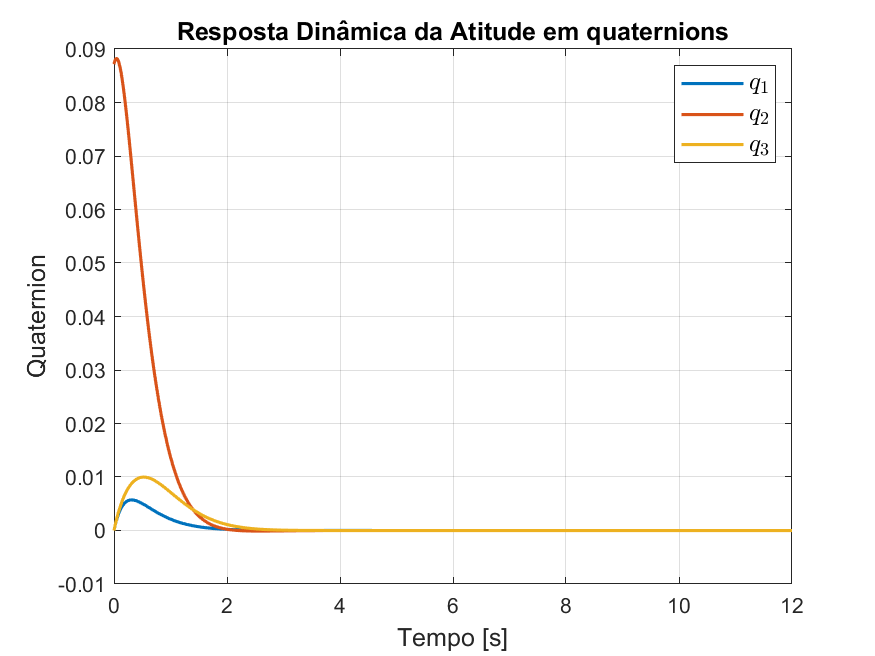 Resposta Dinâmica da Atitude em quaternions
q1
q2
q3
Quaternion
0.09
0.08
0.07
0.06
0.05
0.04
0.03
0.02
0.01
0
-0.01
0 2 4 6 8 10 12
Tempo [s]